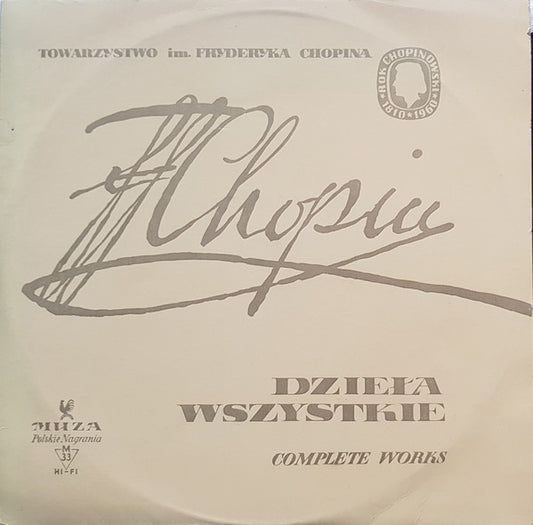 TOWARZYSTWO im. FRYDERYKA CHOPINA
ROK CHOPINOWSKI
1810 * 1960
FChopin
DZIEŁA
WSZYSTKIE
COMPLETE WORKS
MUZA
Polskie Nagrania
M
33
HI-FI